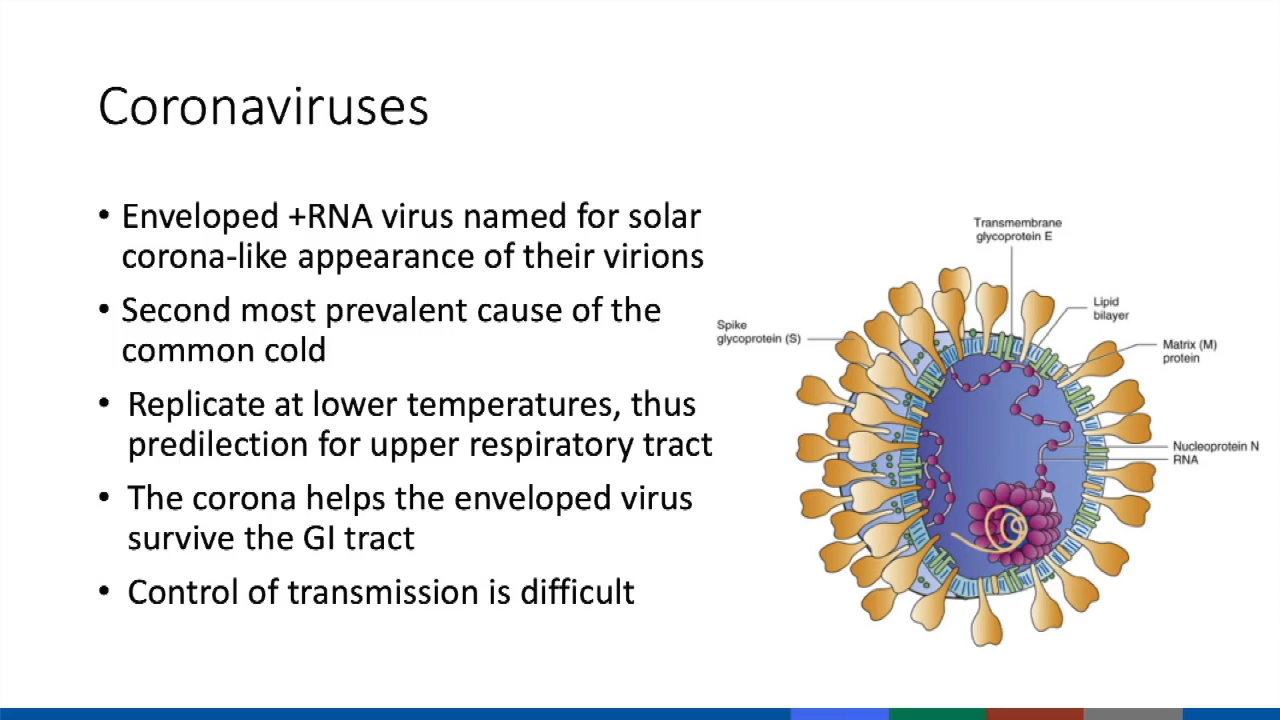 Coronaviruses
• Enveloped +RNA virus named for solar
corona-like appearance of their virions
• Second most prevalent cause of the
common cold
• Replicate at lower temperatures, thus
predilection for upper respiratory tract
• The corona helps the enveloped virus
survive the GI tract
• Control of transmission is difficult
Transmembrane
glycoprotein E
Lipid
bilayer
Spike
glycoprotein (S)
Matrix (M)
protein
Nucleoprotein N
RNA